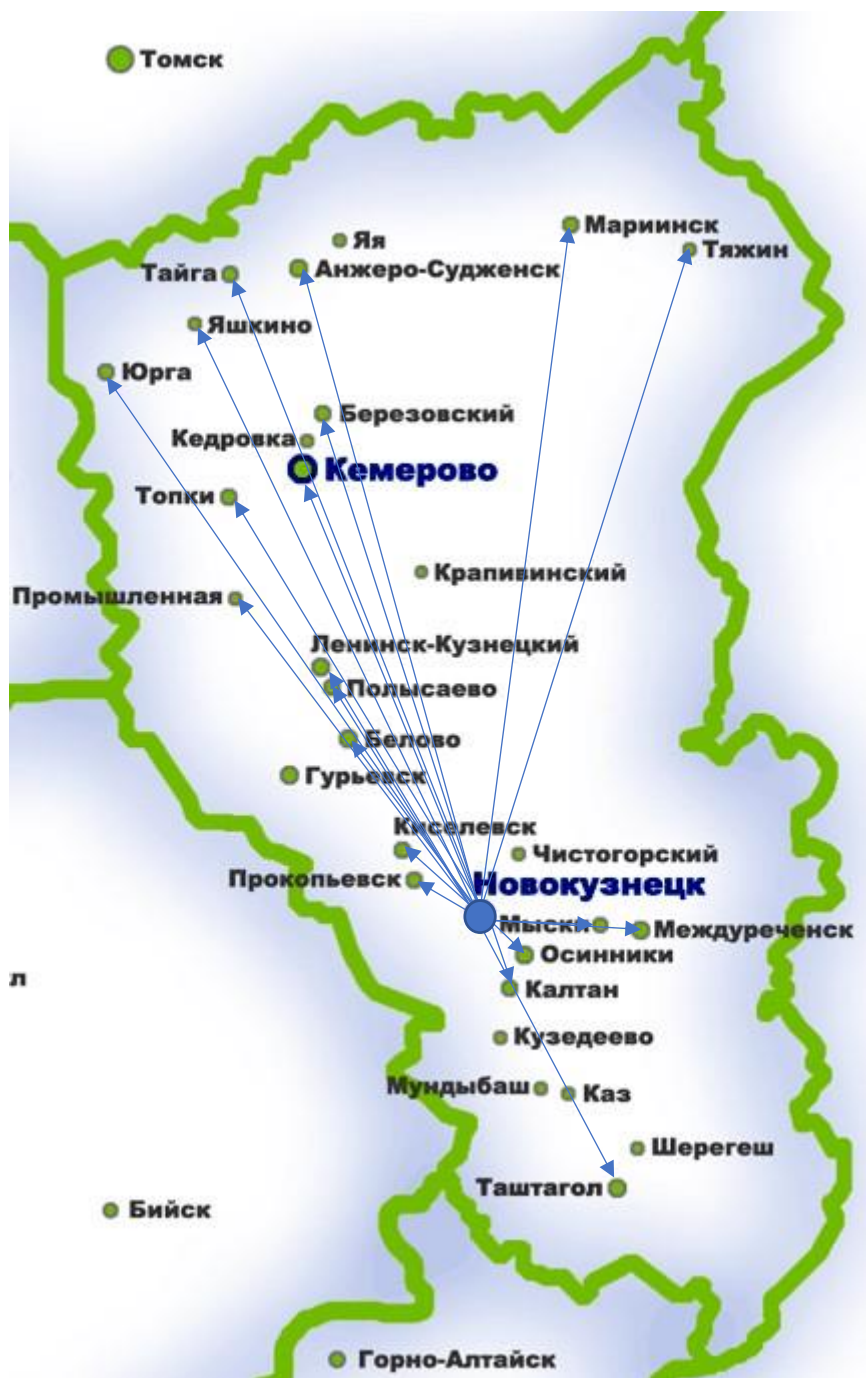 Томск
Яя
Мариинск
Тяжин
Тайга
Анжеро-Судженск
Яшкино
Юрга
Березовский
Кедровка
Кемерово
Топки
Крапивинский
Промышленная
Ленинск-Кузнецкий
Полысаево
Белово
Гурьевск
Киселевск
Чистогорский
Прокопьевск
Новокузнецк
Мыски
Междуреченск
Осинники
л
Калтан
Кузедеево
Мундыбаш
Каз
Шерегеш
Таштагол
Бийск
Горно-Алтайск